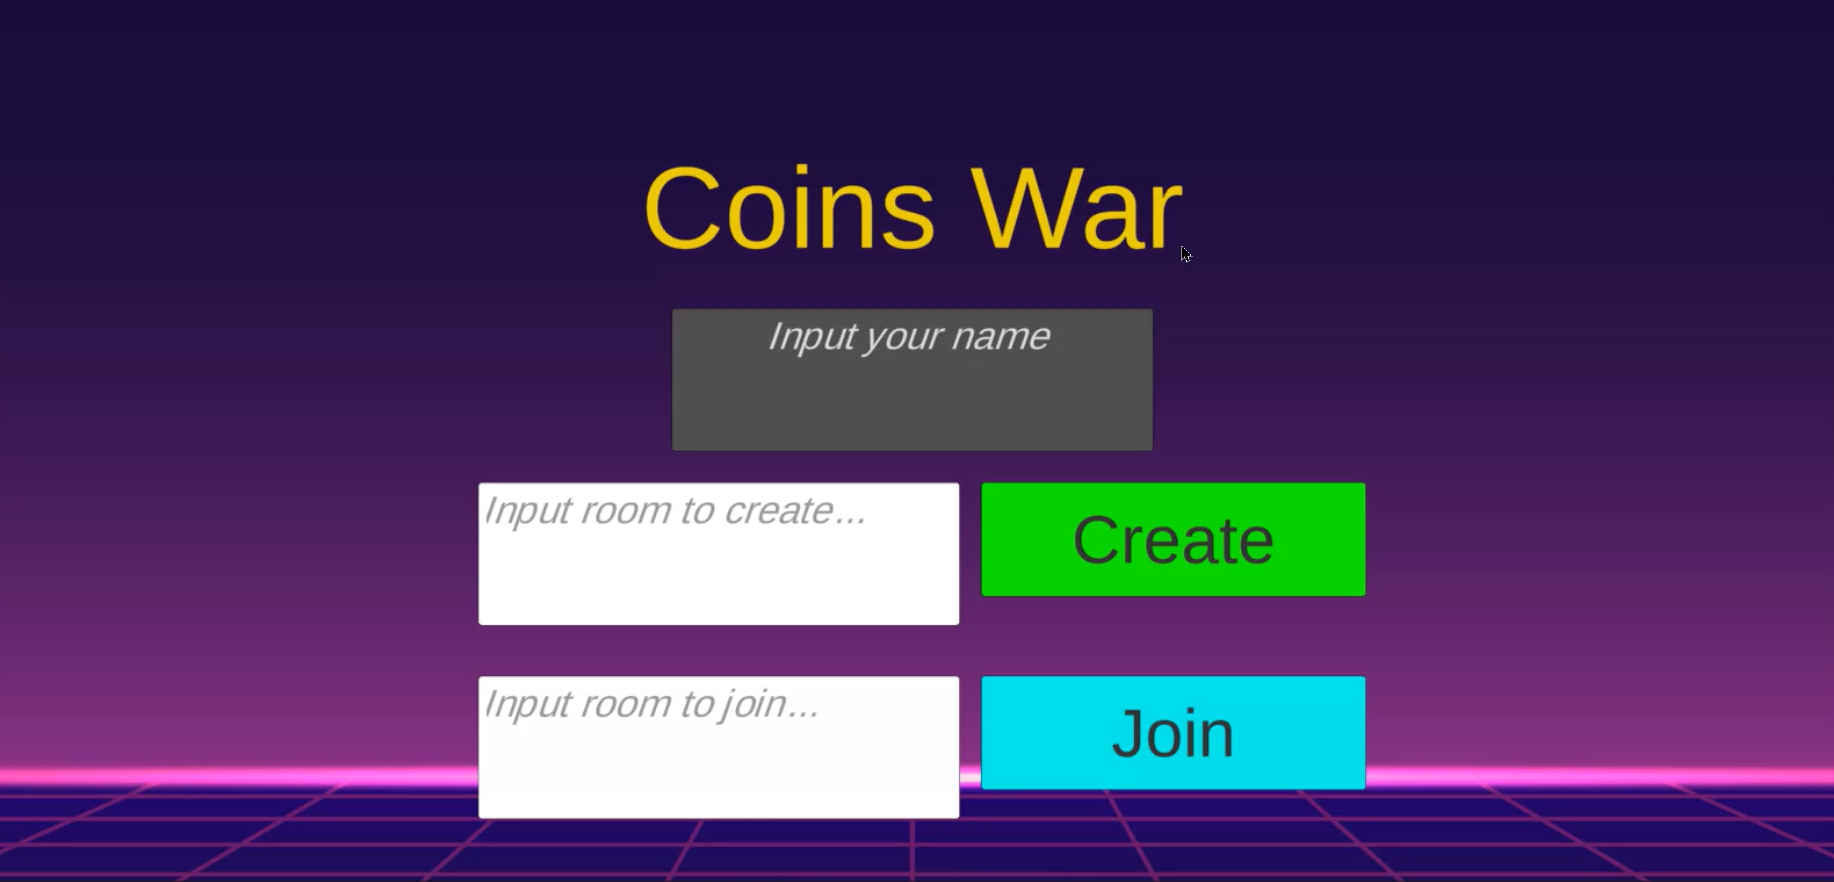 Coins War
Input your name
Input room to create...
Create
Input room to join...
Join